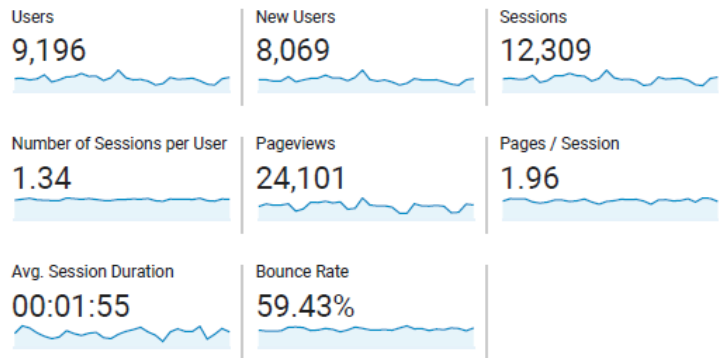 Users
9,196
New Users
8,069
Sessions
12,309
Number of Sessions per User
1.34
Pageviews
24,101
Pages / Session
1.96
Avg. Session Duration
00:01:55
Bounce Rate
59.43%